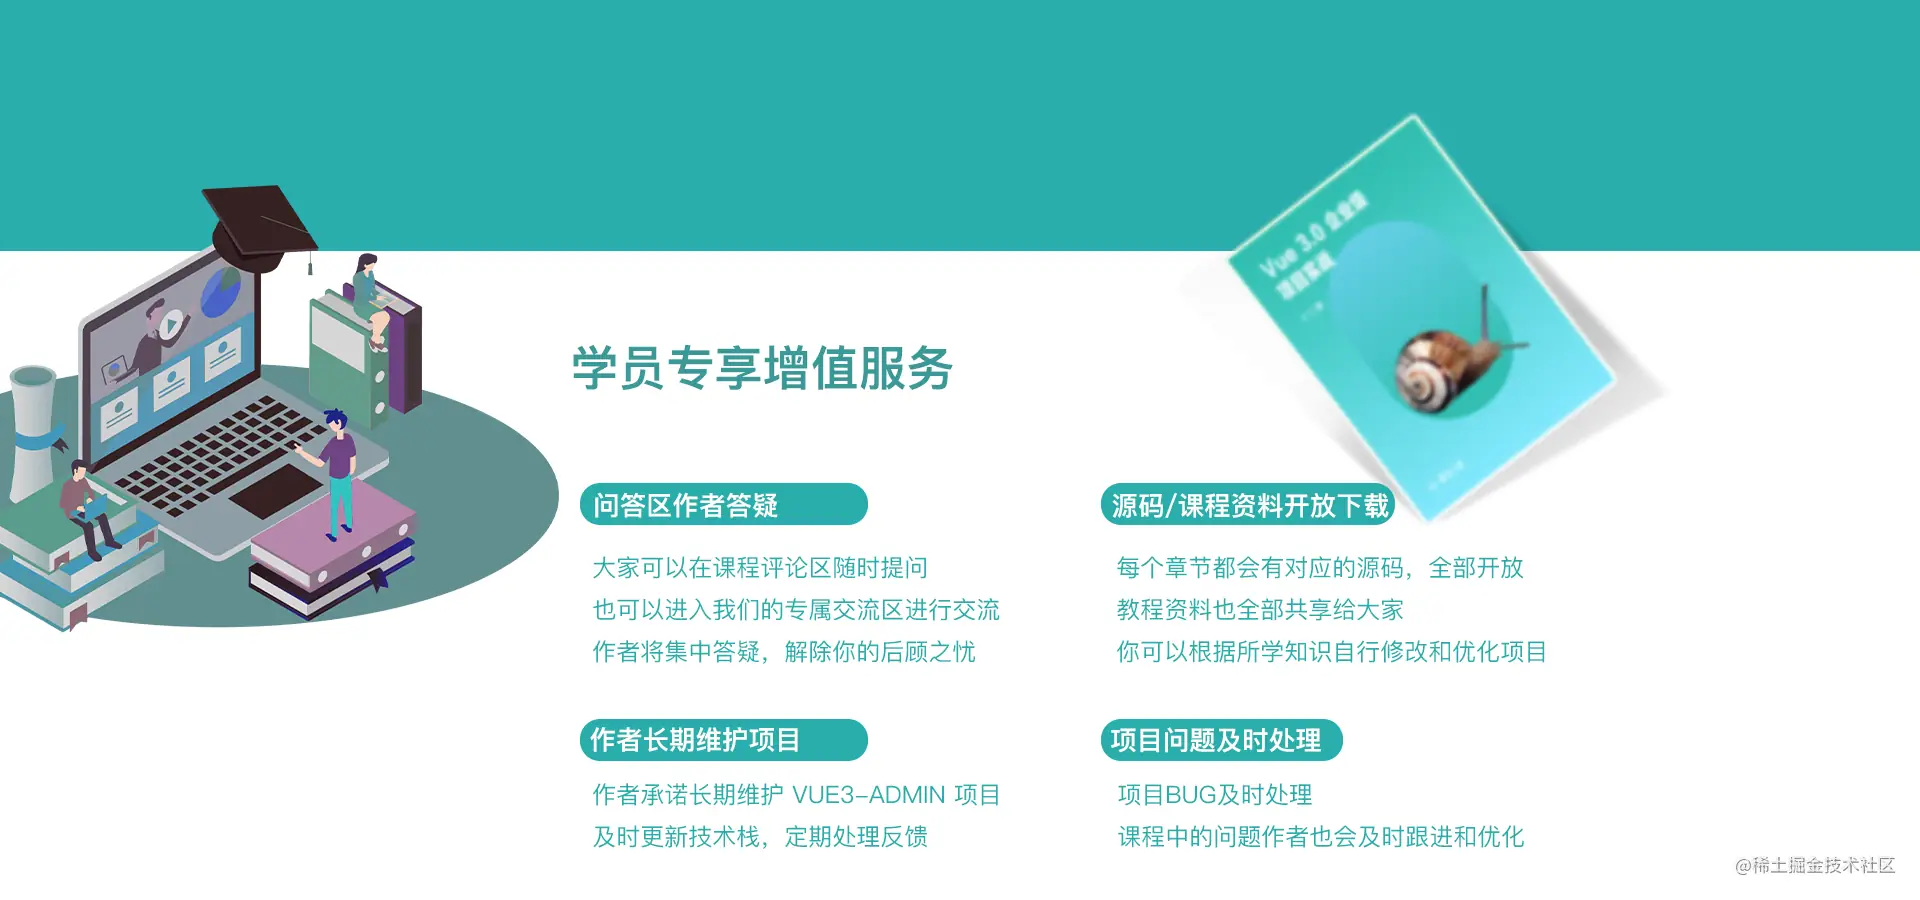 Vue 3.0 企业级
项目实战
学员专享增值服务
问答区作者答疑
大家可以在课程评论区随时提问
也可以进入我们的专属交流区进行交流
作者将集中答疑，解除你的后顾之忧
源码/课程资料开放下载
每个章节都会有对应的源码，全部开放
教程资料也全部共享给大家
你可以根据所学知识自行修改和优化项目
作者长期维护项目
作者承诺长期维护 VUE3-ADMIN 项目
及时更新技术栈，定期处理反馈
项目问题及时处理
项目BUG及时处理
课程中的问题作者也会及时跟进和优化
@稀土掘金技术社区